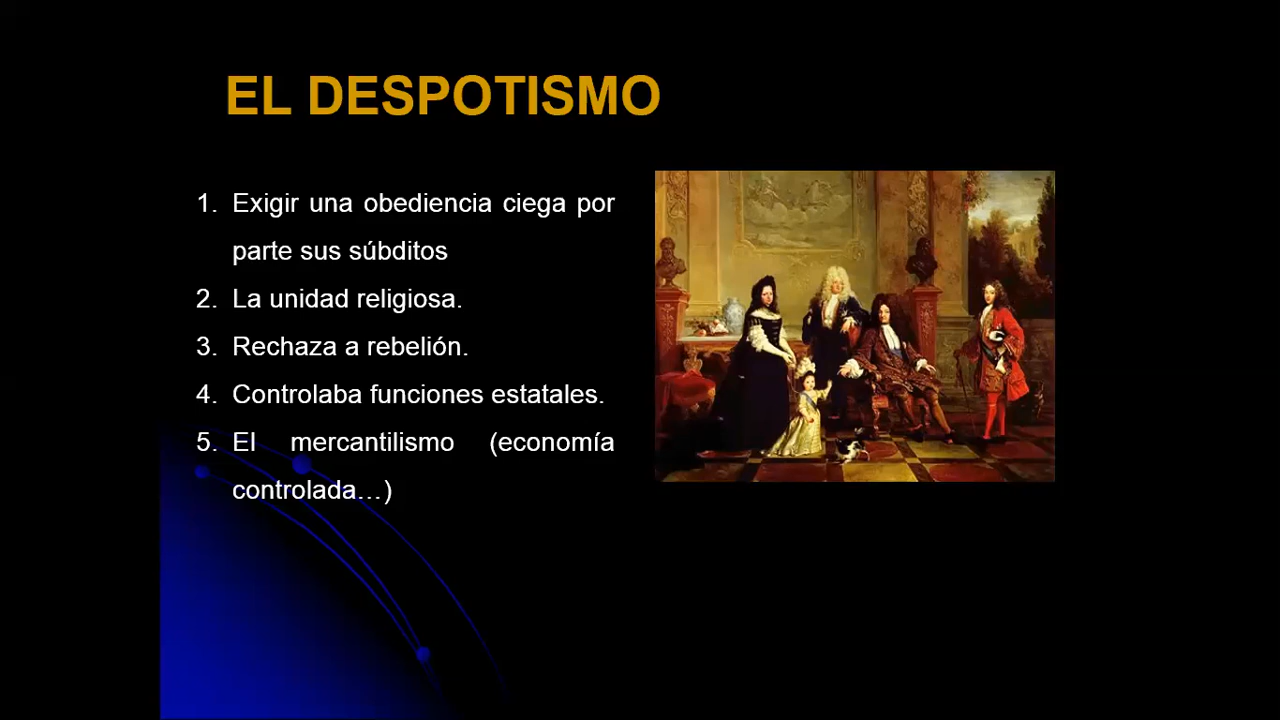 EL DESPOTISMO
1. Exigir una obediencia ciega por
parte sus súbditos
2. La unidad religiosa.
3. Rechaza a rebelión.
4. Controlaba funciones estatales.
5. El mercantilismo (economía
controlada…)